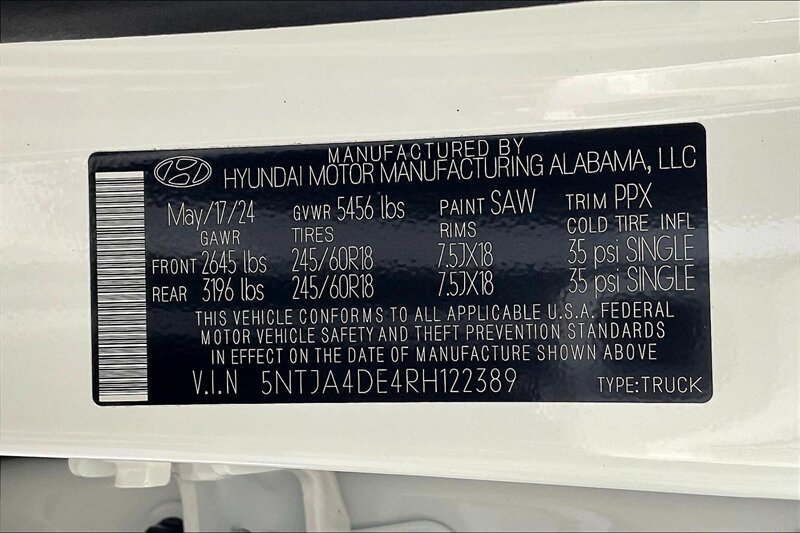 MANUFACTURED BY
HYUNDAI MOTOR MANUFACTURING ALABAMA, LLC
May/17/24 GVWR 5456 lbs PAINT SAW TRIM PPX
GAWR TIRES RIMS COLD TIRE INFL
FRONT 2645 lbs 245/60R18 7.5JX18 35 psi SINGLE
REAR 3196 lbs 245/60R18 7.5JX18 35 psi SINGLE
THIS VEHICLE CONFORMS TO ALL APPLICABLE U.S.A. FEDERAL
MOTOR VEHICLE SAFETY AND THEFT PREVENTION STANDARDS
IN EFFECT ON THE DATE OF MANUFACTURE SHOWN ABOVE
V.I.N 5NTJA4DE4RH122389 TYPE:TRUCK